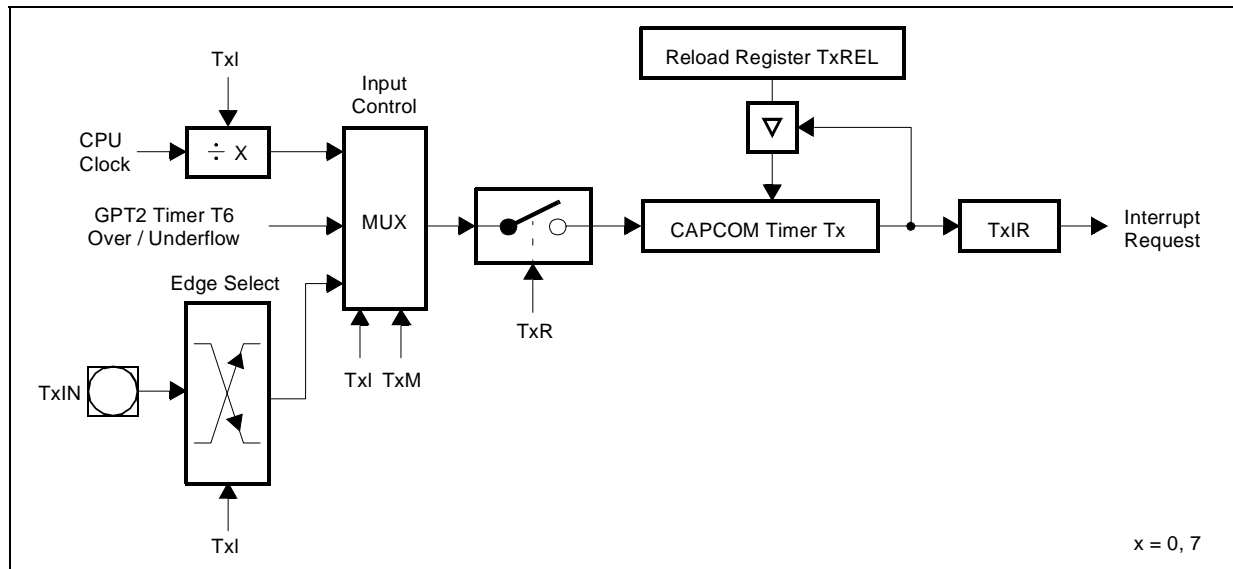 Reload Register TxREL
TxI
Input
Control
CPU
Clock
÷ X
GPT2 Timer T6
Over / Underflow
MUX
CAPCOM Timer Tx
TxIR
Interrupt
Request
Edge Select
TxR
TxI TxM
TxIN
TxI
x = 0, 7